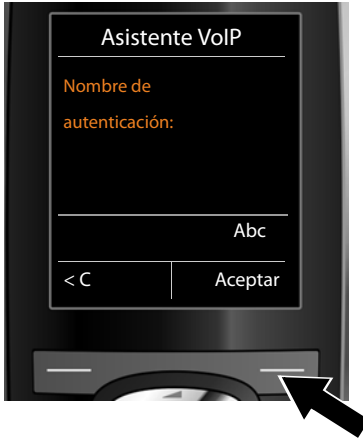 Asistente VoIP
Nombre de
autenticación:
Abc
< C
Aceptar